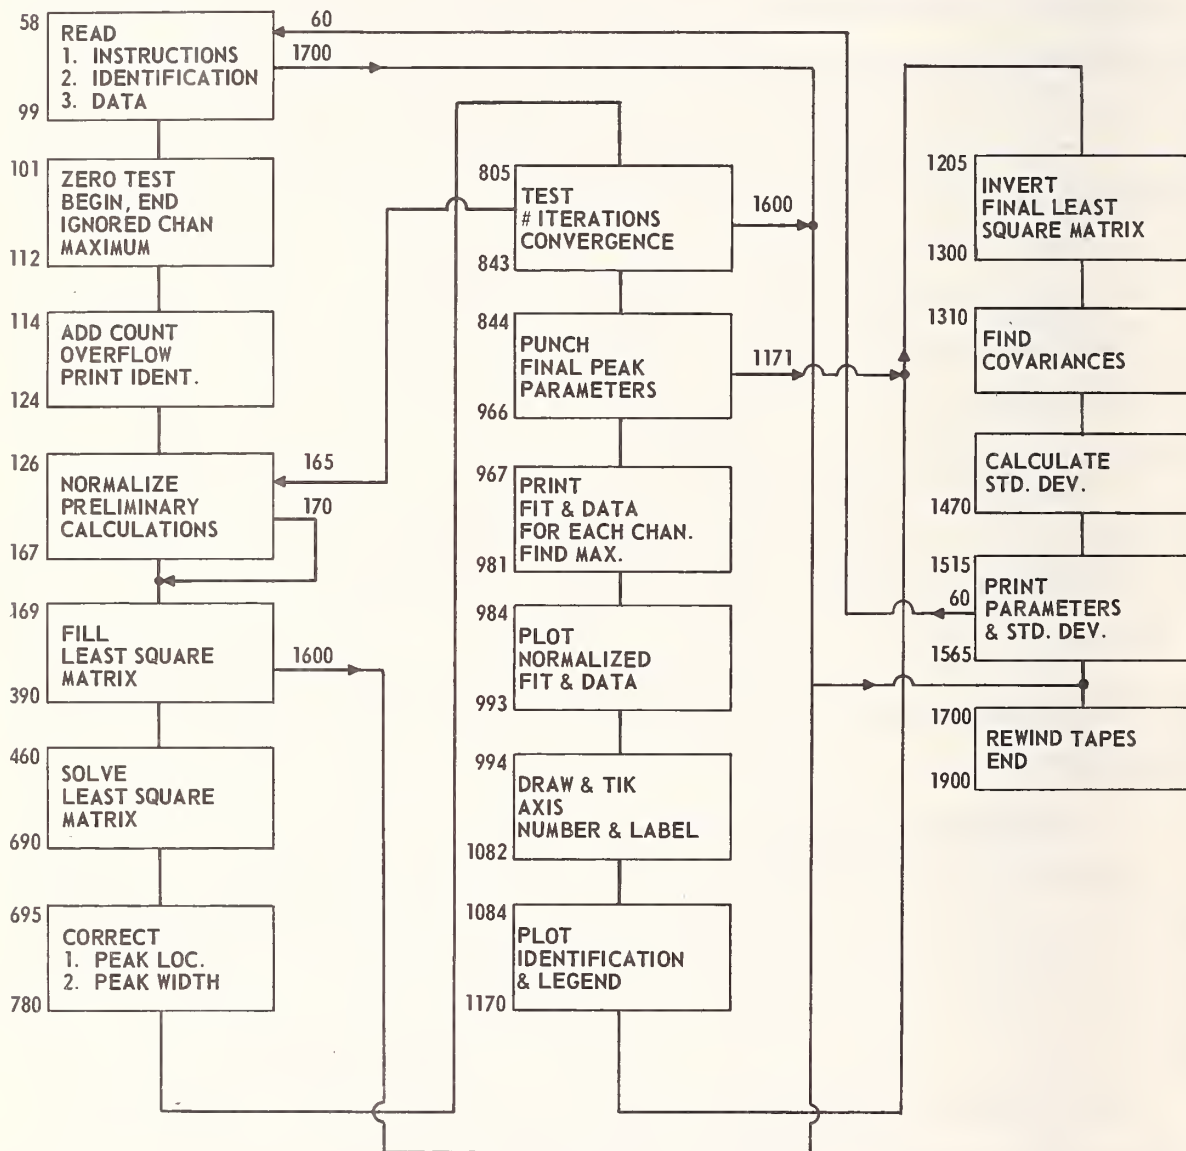 58
READ
1. INSTRUCTIONS
2. IDENTIFICATION
3. DATA
99
60
1700
101
ZERO TEST
BEGIN, END
IGNORED CHAN
MAXIMUM
112
114
ADD COUNT
OVERFLOW
PRINT IDENT.
124
126
NORMALIZE
PRELIMINARY
CALCULATIONS
167
165
170
169
FILL
LEAST SQUARE
MATRIX
390
1600
460
SOLVE
LEAST SQUARE
MATRIX
690
695
CORRECT
1. PEAK LOC.
2. PEAK WIDTH
780
805
TEST
# ITERATIONS
CONVERGENCE
843
1600
844
PUNCH
FINAL PEAK
PARAMETERS
966
1171
967
PRINT
FIT & DATA
FOR EACH CHAN.
FIND MAX.
981
984
PLOT
NORMALIZED
FIT & DATA
993
994
DRAW & TIK
AXIS
NUMBER & LABEL
1082
1084
PLOT
IDENTIFICATION
& LEGEND
1170
1205
INVERT
FINAL LEAST
SQUARE MATRIX
1300
1310
FIND
COVARIANCES
CALCULATE
STD. DEV.
1470
1515
PRINT
PARAMETERS
& STD. DEV.
1565
60
1700
REWIND TAPES
END
1900